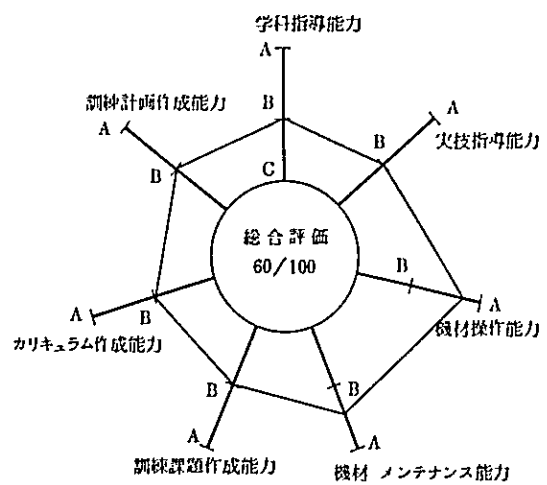 学科指導能力
A
B
C
訓練計画作成能力
A
B
A
B
実技指導能力
総合評価
60/100
B
A
機材操作能力
A
B
カリキュラム作成能力
B
A
訓練課題作成能力
B
A
機材 メンテナンス能力